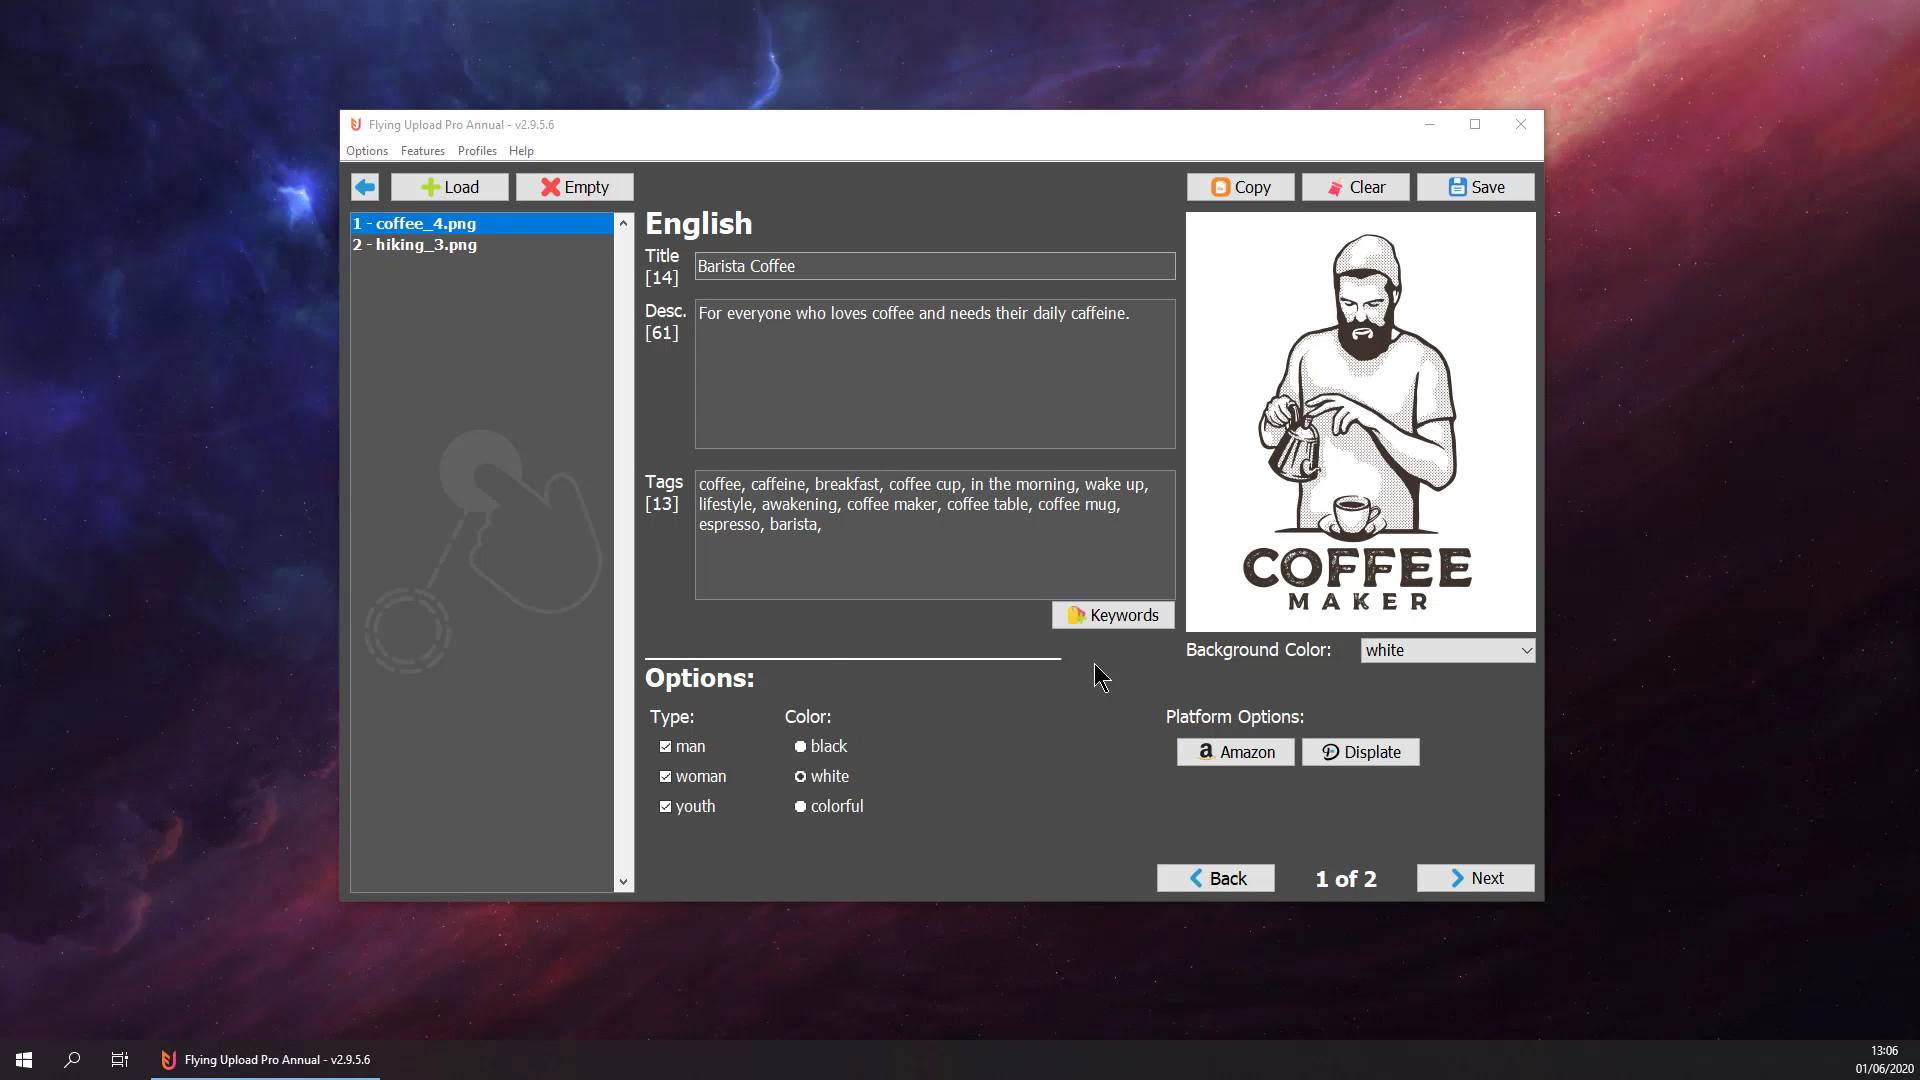 Flying Upload Pro Annual - v2.9.5.6
Options Features Profiles Help
Load Empty Copy Clear Save
1 - coffee_4.png
2 - hiking_3.png
English
Title
[14]
Barista Coffee
Desc.
[61]
For everyone who loves coffee and needs their daily caffeine.
Tags
[13]
coffee, caffeine, breakfast, coffee cup, in the morning, wake up,
lifestyle, awakening, coffee maker, coffee table, coffee mug,
espresso, barista,
Keywords
COFFEE
MAKER
Background Color: white
Options:
Type: Color: Platform Options:
man black
woman white
youth colorful
Amazon Displate
Back 1 of 2 Next
Flying Upload Pro Annual - v2.9.5.6
13:06
01/06/2020